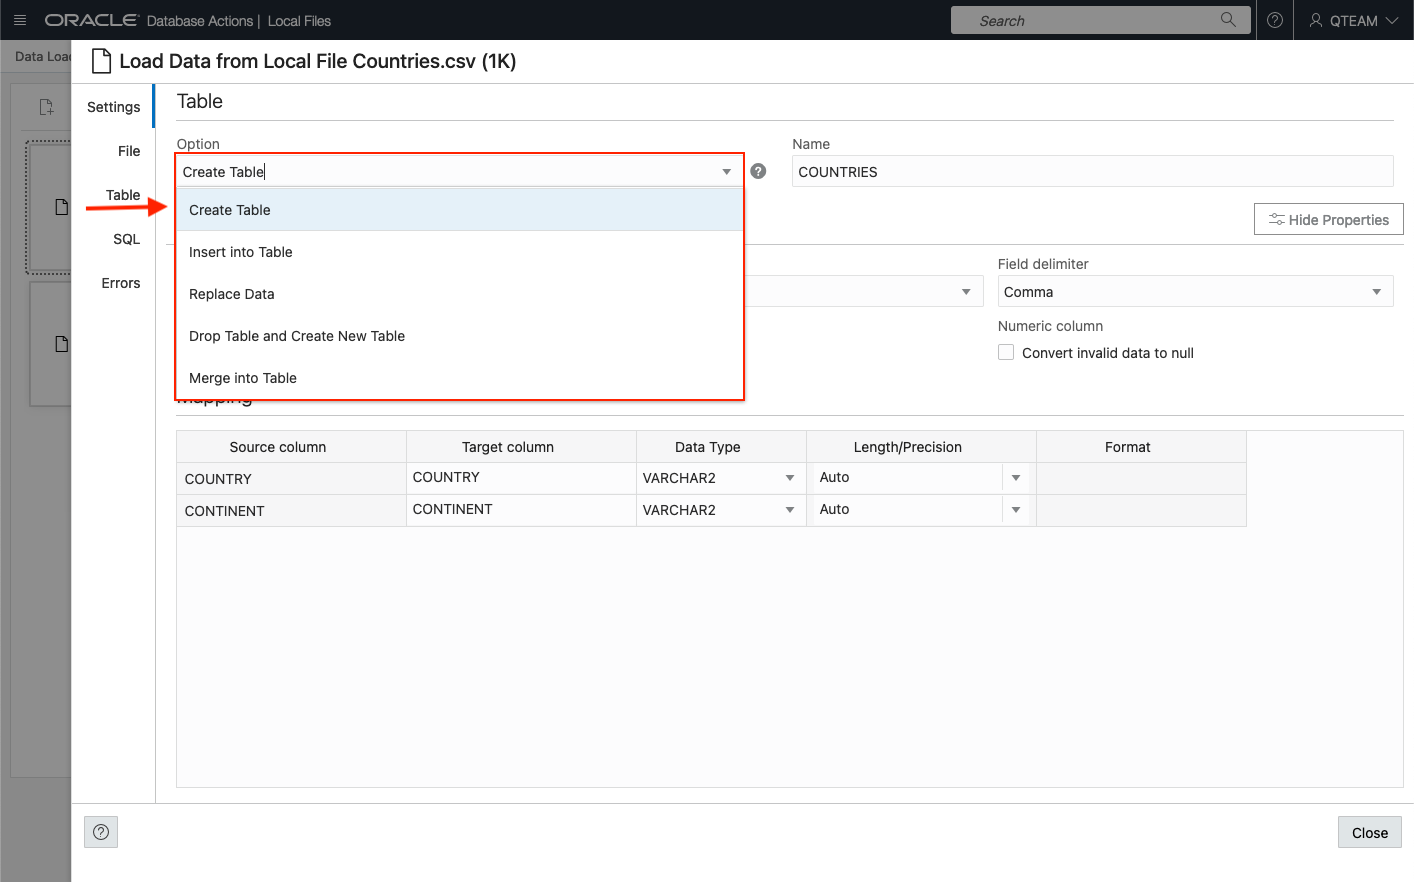 ORACLE Database Actions | Local Files
Search
QTEAM
Data Load
Load Data from Local File Countries.csv (1K)
Settings
File
Table
SQL
Errors
Table
Option
Name
Create Table
COUNTRIES
Create Table
Insert into Table
Replace Data
Drop Table and Create New Table
Merge into Table
Hide Properties
Field delimiter
Comma
Numeric column
Convert invalid data to null
Mapping
Source column Target column Data Type Length/Precision Format
COUNTRY COUNTRY VARCHAR2 Auto
CONTINENT CONTINENT VARCHAR2 Auto
Close